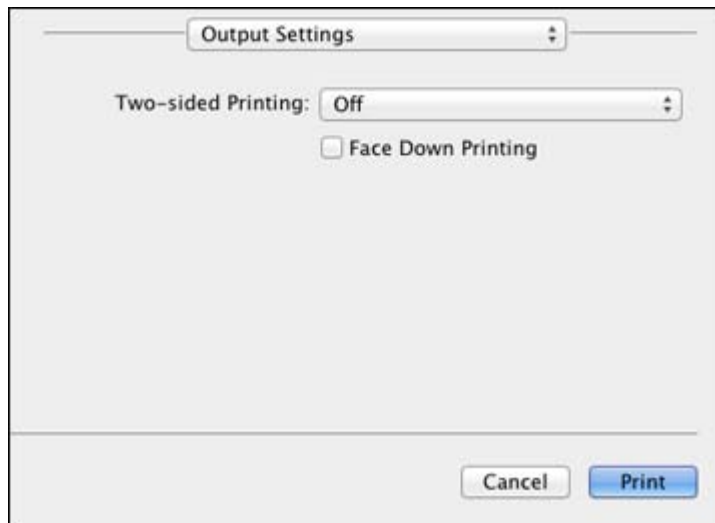 Output Settings
Two-sided Printing: Off
Face Down Printing
Cancel Print